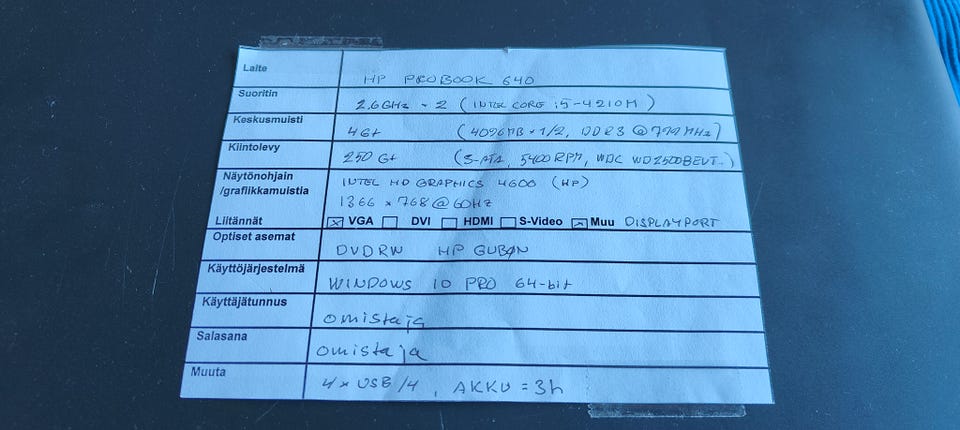 Laite HP PROBOOK 640
Suoritin 2.6GHz × 2 (INTEL CORE i5-4210M)
Keskusmuisti 4Gt (4096MB × 1/2, DDR3 @ 799MHz)
Kiintolevy 250 Gt (S-ATA, 5400 RPM, WDC WD2500BEVT..)
Näytönohjain INTEL HD GRAPHICS 4600 (HP)
/grafiikkamuistia 1366 × 768 @ 60HZ
Liitännät ☒ VGA ☐ DVI ☐ HDMI ☐ S-Video ☒ Muu DISPLAYPORT
Optiset asemat DVDRW HP GUB0N
Käyttöjärjestelmä WINDOWS 10 PRO 64-bit
Käyttäjätunnus omistaja
Salasana omistaja
Muuta 4 × USB /4, AKKU = 3h